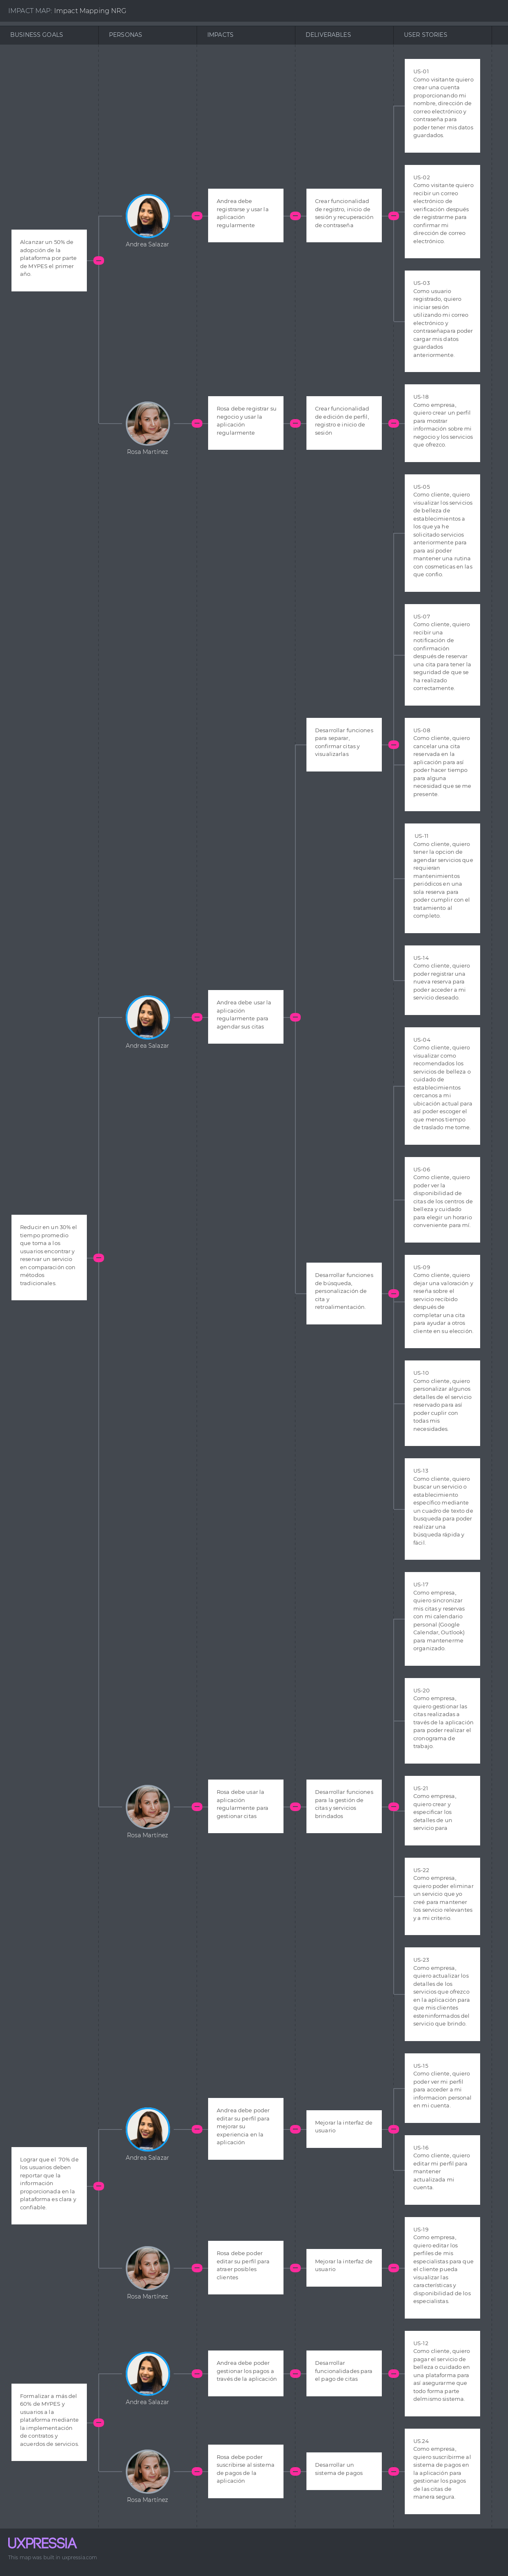 IMPACT MAP: Impact Mapping NRG
BUSINESS GOALS
PERSONAS
IMPACTS
DELIVERABLES
USER STORIES
Alcanzar un 50% de
adopción de la
plataforma por parte
de MYPES el primer
año.
Andrea Salazar
Andrea debe
registrarse y usar la
aplicación
regularmente
Crear funcionalidad
de registro, inicio de
sesión y recuperación
de contraseña
US-01
Como visitante quiero
crear una cuenta
proporcionando mi
nombre, dirección de
correo electrónico y
contraseña para
poder tener mis datos
guardados.
US-02
Como visitante quiero
recibir un correo
electrónico de
verificación después
de registrarme para
confirmar mi
dirección de correo
electrónico.
US-03
Como usuario
registrado, quiero
iniciar sesión
utilizando mi correo
electrónico y
contraseñapara poder
cargar mis datos
guardados
anteriormente.
Rosa Martínez
Rosa debe registrar su
negocio y usar la
aplicación
regularmente
Crear funcionalidad
de edición de perfil,
registro e inicio de
sesión
US-18
Como empresa,
quiero crear un perfil
para mostrar
información sobre mi
negocio y los servicios
que ofrezco.
Reducir en un 30% el
tiempo promedio
que toma a los
usuarios encontrar y
reservar un servicio
en comparación con
métodos
tradicionales.
Andrea Salazar
Andrea debe usar la
aplicación
regularmente para
agendar sus citas
Desarrollar funciones
para separar,
confirmar citas y
visualizarlas
US-05
Como cliente, quiero
visualizar los servicios
de belleza de
establecimientos a
los que ya he
solicitado servicios
anteriormente para
para así poder
mantener una rutina
con cosmeticas en las
que confio.
US-07
Como cliente, quiero
recibir una
notificación de
confirmación
después de reservar
una cita para tener la
seguridad de que se
ha realizado
correctamente.
US-08
Como cliente, quiero
cancelar una cita
reservada en la
aplicación para así
poder hacer tiempo
para alguna
necesidad que se me
presente.
US-11
Como cliente, quiero
tener la opcion de
agendar servicios que
requieran
mantenimientos
periódicos en una
sola reserva para
poder cumplir con el
tratamiento al
completo
US-14
Como cliente, quiero
poder registrar una
nueva reserva para
poder acceder a mi
servicio deseado.
Desarrollar funciones
de búsqueda,
personalización de
cita y
retroalimentación.
US-04
Como cliente, quiero
visualizar como
recomendados los
servicios de belleza o
cuidado de
establecimientos
cercanos a mi
ubicación actual para
así poder escoger el
que menos tiempo
de traslado me tome.
US-06
Como cliente, quiero
poder ver la
disponibilidad de
citas de los centros de
belleza y cuidado
para elegir un horario
conveniente para mí.
US-09
Como cliente, quiero
dejar una valoración y
reseña sobre el
servicio recibido
después de
completar una cita
para ayudar a otros
cliente en su elección.
US-10
Como cliente, quiero
personalizar algunos
detalles de el servicio
reservado para así
poder cuplir con
todas mis
necesidades.
US-13
Como cliente, quiero
buscar un servicio o
establecimiento
específico mediante
un cuadro de texto de
busqueda para poder
realizar una
búsqueda rápida y
fácil.
Rosa Martínez
Rosa debe usar la
aplicación
regularmente para
gestionar citas
Desarrollar funciones
para la gestión de
citas y servicios
brindados
US-17
Como empresa,
quiero sincronizar
mis citas y reservas
con mi calendario
personal (Google
Calendar, Outlook)
para mantenerme
organizado.
US-20
Como empresa,
quiero gestionar las
citas realizadas a
través de la aplicación
para poder realizar el
cronograma de
trabajo.
US-21
Como empresa,
quiero crear y
especificar los
detalles de un
servicio para
US-22
Como empresa,
quiero poder eliminar
un servicio que yo
creé para mantener
los servicio relevantes
y a mi criterio.
US-23
Como empresa,
quiero actualizar los
detalles de los
servicios que ofrezco
en la aplicación para
que mis clientes
esteninformados del
servicio que brindo.
Lograr que el 70% de
los usuarios deben
reportar que la
información
proporcionada en la
plataforma es clara y
confiable.
Andrea Salazar
Andrea debe poder
editar su perfil para
mejorar su
experiencia en la
aplicación
Mejorar la interfaz de
usuario
US-15
Como cliente, quiero
poder ver mi perfil
para acceder a mi
informacion personal
en mi cuenta.
US-16
Como cliente, quiero
editar mi perfil para
mantener
actualizada mi
cuenta.
Rosa Martínez
Rosa debe poder
editar su perfil para
atraer posibles
clientes
Mejorar la interfaz de
usuario
US-19
Como empresa,
quiero editar los
perfiles de mis
especialistas para que
el cliente pueda
visualizar las
características y
disponibilidad de los
especialistas.
Formalizar a más del
60% de MYPES y
usuarios a la
plataforma mediante
la implementación
de contratos y
acuerdos de servicios
Andrea Salazar
Andrea debe poder
gestionar los pagos a
través de la aplicación
Desarrollar
funcionalidades para
el pago de citas
US-12
Como cliente, quiero
pagar el servicio de
belleza o cuidado en
una plataforma para
así asegurarme que
todo forma parte
delmismo sistema.
Rosa Martínez
Rosa debe poder
suscribirse al sistema
de pagos de la
aplicación
Desarrollar un
sistema de pagos
US.24
Como empresa,
quiero suscribirme al
sistema de pagos en
la aplicación para
gestionar los pagos
de las citas de
manera segura.
UXPRESSIA
This map was built in uxpressia.com